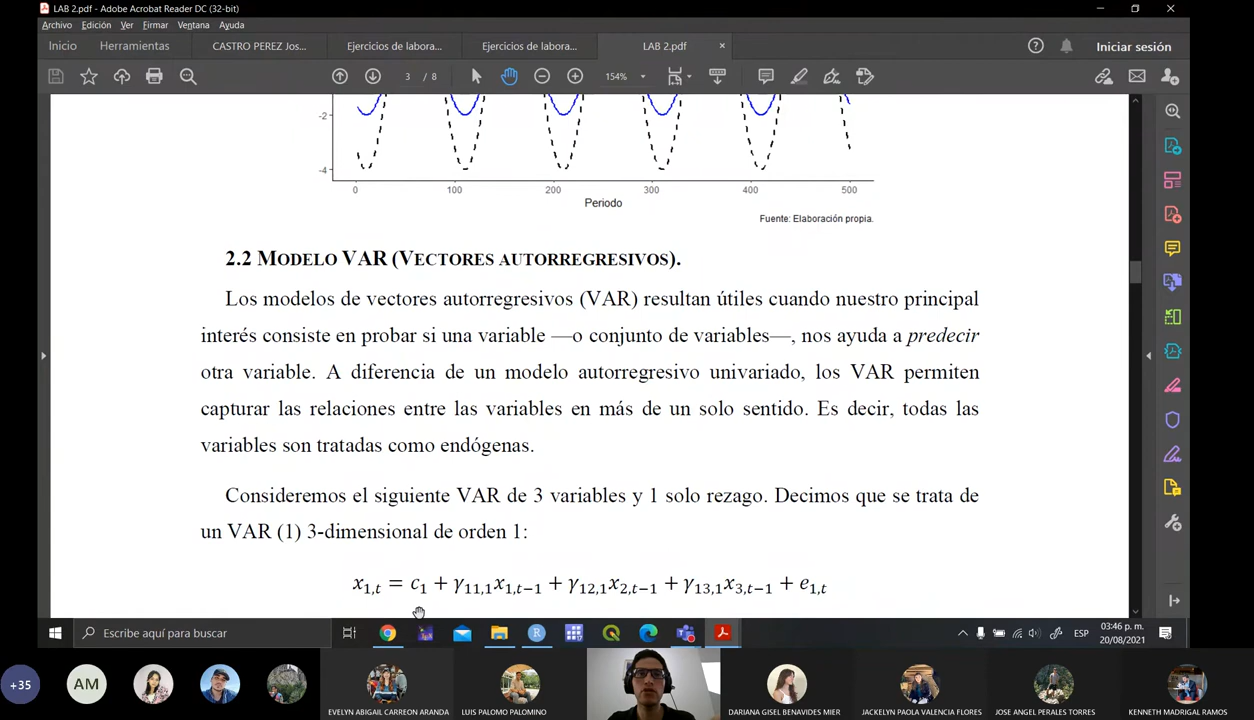 LAB 2.pdf - Adobe Acrobat Reader DC (32-bit)
Archivo Edición Ver Firmar Ventana Ayuda
Inicio Herramientas CASTRO PEREZ Jos... Ejercicios de labora... Ejercicios de labora... LAB 2.pdf × Iniciar sesión
3 / 8 154%
-2
-4
0 100 200 300 400 500
Periodo
Fuente: Elaboración propia.
2.2 MODELO VAR (VECTORES AUTORREGRESIVOS).
Los modelos de vectores autorregresivos (VAR) resultan útiles cuando nuestro principal
interés consiste en probar si una variable —o conjunto de variables—, nos ayuda a predecir
otra variable. A diferencia de un modelo autorregresivo univariado, los VAR permiten
capturar las relaciones entre las variables en más de un solo sentido. Es decir, todas las
variables son tratadas como endógenas.
Consideremos el siguiente VAR de 3 variables y 1 solo rezago. Decimos que se trata de
un VAR (1) 3-dimensional de orden 1:
x₁,ₜ = c₁ + γ₁₁,₁x₁,ₜ₋₁ + γ₁₂,₁x₂,ₜ₋₁ + γ₁₃,₁x₃,ₜ₋₁ + e₁,ₜ
Escribe aquí para buscar
ESP
03:46 p. m.
20/08/2021
+35
AM
EVELYN ABIGAIL CARREON ARANDA
LUIS PALOMO PALOMINO
DARIANA GISEL BENAVIDES MIER
JACKELYN PAOLA VALENCIA FLORES
JOSE ANGEL PERALES TORRES
KENNETH MADRIGAL RAMOS